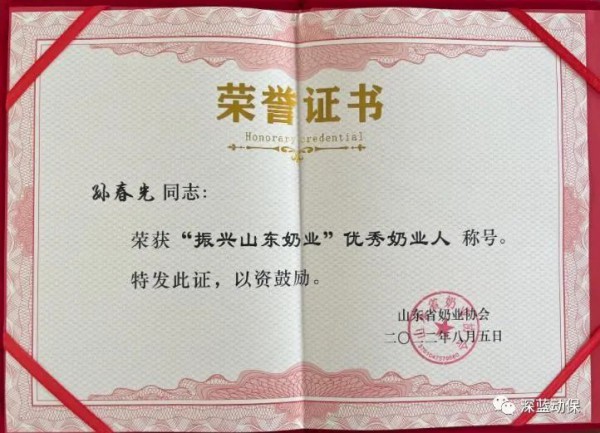 荣誉证书
Honorary credential
孙春光 同志:
荣获“振兴山东奶业”优秀奶业人 称号。
特发此证,以资鼓励。
山东省奶业协会
二〇二二年八月五日
深蓝动保